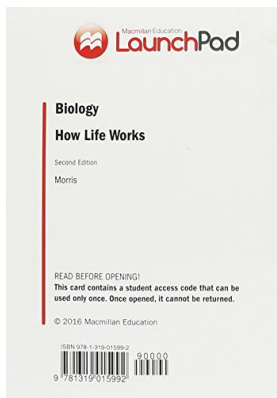 Macmillan Education
LaunchPad
Biology
How Life Works
Second Edition
Morris
READ BEFORE OPENING!
This card contains a student access code that can be
used only once. Once opened, it cannot be returned.
© 2016 Macmillan Education
ISBN 978-1-319-01599-2
90000
9 781319 015992